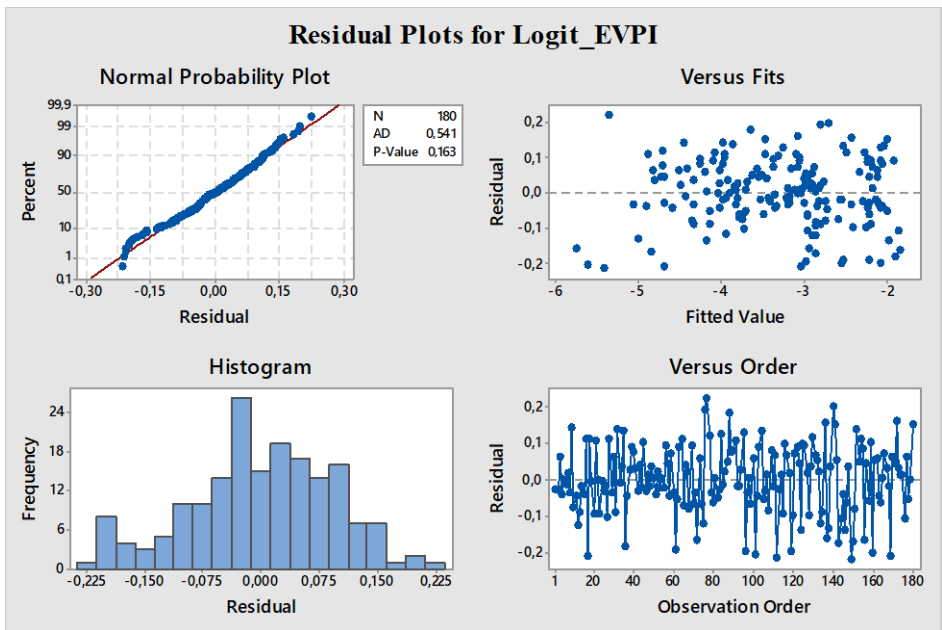 Residual Plots for Logit_EVPI
Normal Probability Plot
99,9
99
90
50
10
1
0,1
Percent
-0,30 -0,15 0,00 0,15 0,30
Residual
N 180
AD 0,541
P-Value 0,163
Versus Fits
0,2
0,1
0,0
-0,1
-0,2
Residual
-6 -5 -4 -3 -2
Fitted Value
Histogram
24
18
12
6
0
Frequency
-0,225 -0,150 -0,075 0,000 0,075 0,150 0,225
Residual
Versus Order
0,2
0,1
0,0
-0,1
-0,2
Residual
1 20 40 60 80 100 120 140 160 180
Observation Order